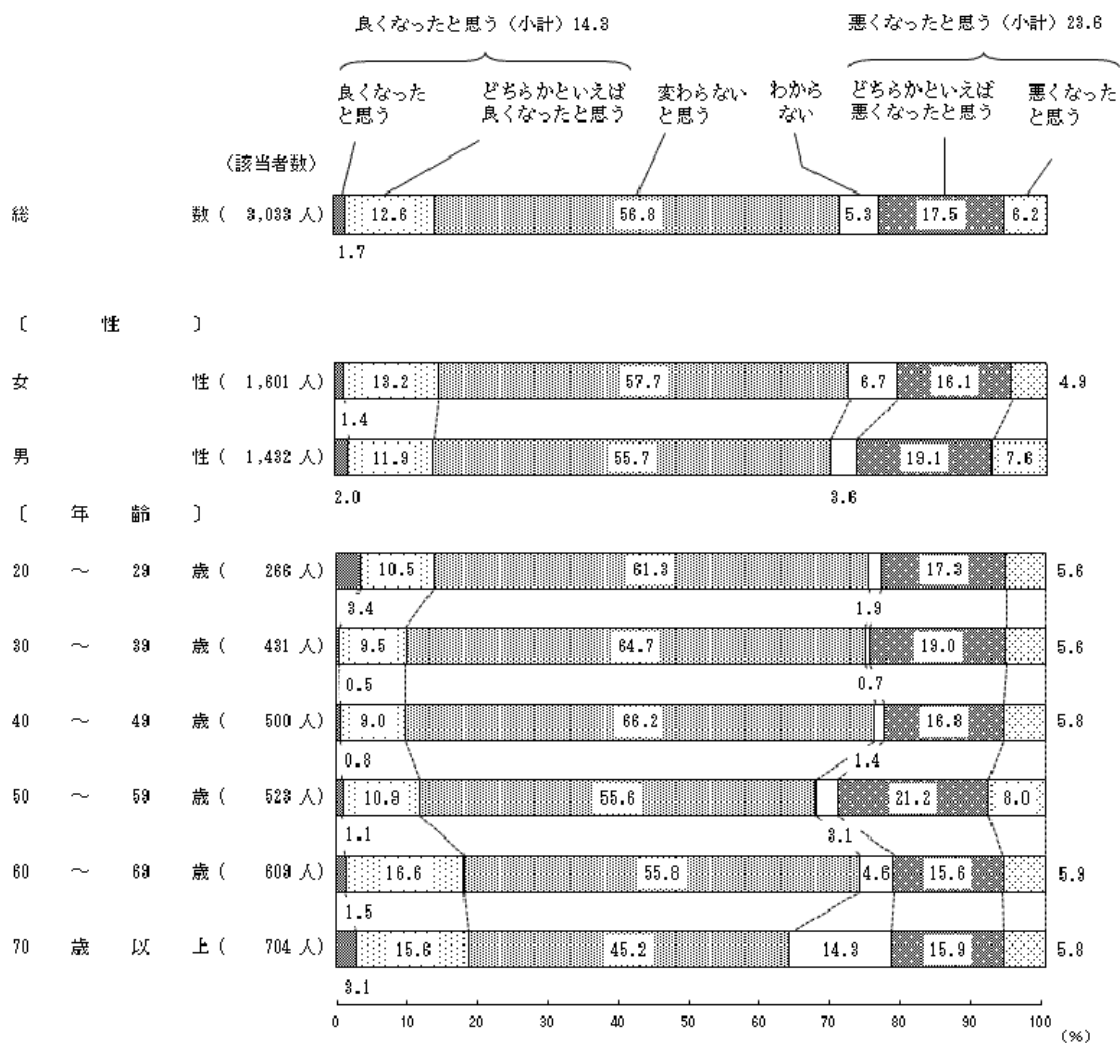 良くなったと思う（小計）14.3 悪くなったと思う（小計）23.6
良くなったと思う どちらかといえば良くなったと思う 変わらないと思う わからない どちらかといえば悪くなったと思う 悪くなったと思う
（該当者数）
総 数（ 3,033 人） 12.6 56.8 5.3 17.5 6.2
1.7
〔 性 〕
女 性（ 1,601 人） 13.2 57.7 6.7 16.1 4.9
1.4
男 性（ 1,432 人） 11.9 55.7 19.1 7.6
2.0 3.6
〔 年 齢 〕
20 ～ 29 歳（ 266 人） 10.5 61.3 17.3 5.6
3.4 1.9
30 ～ 39 歳（ 431 人） 9.5 64.7 19.0 5.6
0.5 0.7
40 ～ 49 歳（ 500 人） 9.0 66.2 16.8 5.8
0.8 1.4
50 ～ 59 歳（ 523 人） 10.9 55.6 21.2 8.0
1.1 3.1
60 ～ 69 歳（ 609 人） 16.6 55.8 4.6 15.6 5.9
1.5
70 歳 以 上（ 704 人） 15.6 45.2 14.3 15.9 5.8
3.1
0 10 20 30 40 50 60 70 80 90 100
(%)